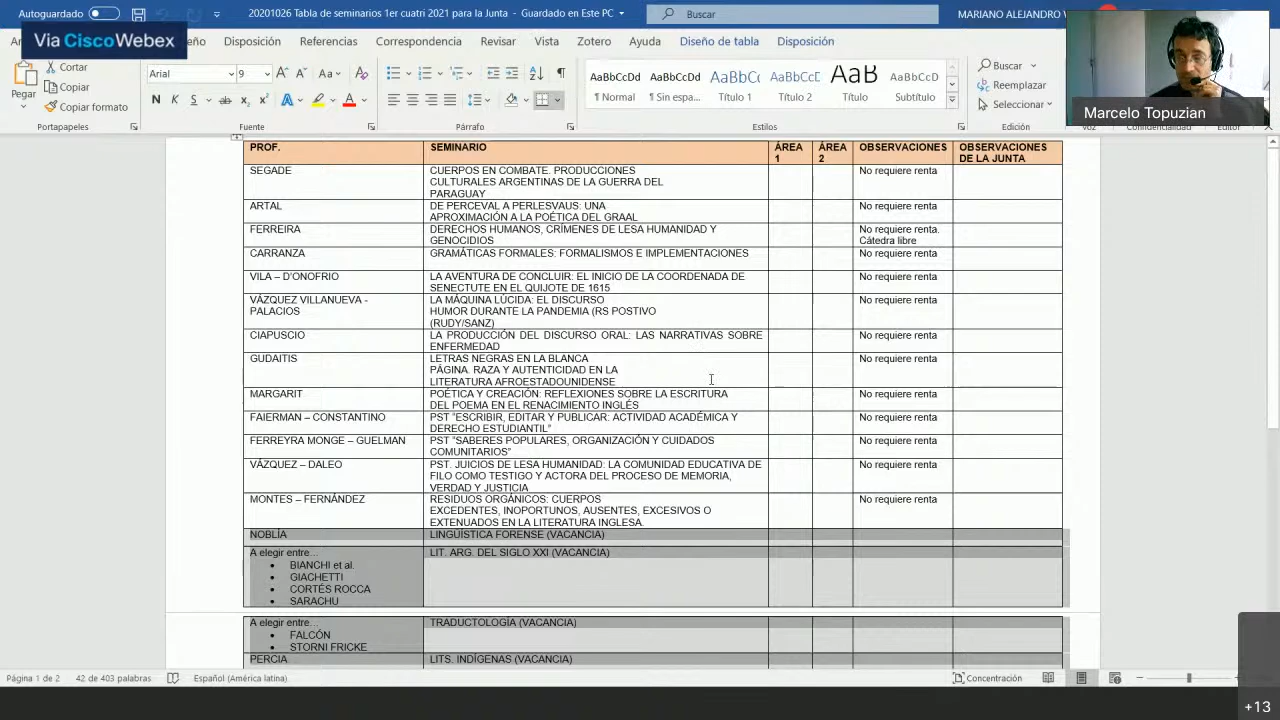 Autoguardado
20201026 Tabla de seminarios 1er cuatri 2021 para la Junta - Guardado en Este PC
Buscar
MARIANO ALEJANDRO
Via CiscoWebex
Disposición
Referencias
Correspondencia
Revisar
Vista
Zotero
Ayuda
Diseño de tabla
Disposición
Pegar
Cortar
Copiar
Copiar formato
Portapapeles
Arial
9
N K S
Fuente
Párrafo
AaBbCcDd
¶ Normal
AaBbCcDd
¶ Sin espa...
AaBbCc
Título 1
AaBbCcD
Título 2
AaB
Título
AaBbCcD
Subtítulo
Estilos
Buscar
Reemplazar
Seleccionar
Edición
Marcelo Topuzian
PROF.
SEMINARIO
ÁREA 1
ÁREA 2
OBSERVACIONES
OBSERVACIONES DE LA JUNTA
SEGADE
CUERPOS EN COMBATE. PRODUCCIONES
CULTURALES ARGENTINAS DE LA GUERRA DEL
PARAGUAY
No requiere renta
ARTAL
DE PERCEVAL A PERLESVAUS: UNA
APROXIMACIÓN A LA POÉTICA DEL GRAAL
No requiere renta
FERREIRA
DERECHOS HUMANOS, CRÍMENES DE LESA HUMANIDAD Y
GENOCIDIOS
No requiere renta.
Cátedra libre
CARRANZA
GRAMÁTICAS FORMALES: FORMALISMOS E IMPLEMENTACIONES
No requiere renta
VILA – D'ONOFRIO
LA AVENTURA DE CONCLUIR: EL INICIO DE LA COORDENADA DE
SENECTUTE EN EL QUIJOTE DE 1615
No requiere renta
VÁZQUEZ VILLANUEVA -
PALACIOS
LA MÁQUINA LÚCIDA: EL DISCURSO
HUMOR DURANTE LA PANDEMIA (RS POSTIVO
(RUDY/SANZ)
No requiere renta
CIAPUSCIO
LA PRODUCCIÓN DEL DISCURSO ORAL: LAS NARRATIVAS SOBRE
ENFERMEDAD
No requiere renta
GUDAITIS
LETRAS NEGRAS EN LA BLANCA
PÁGINA. RAZA Y AUTENTICIDAD EN LA
LITERATURA AFROESTADOUNIDENSE
No requiere renta
MARGARIT
POÉTICA Y CREACIÓN: REFLEXIONES SOBRE LA ESCRITURA
DEL POEMA EN EL RENACIMIENTO INGLÉS
No requiere renta
FAIERMAN – CONSTANTINO
PST "ESCRIBIR, EDITAR Y PUBLICAR: ACTIVIDAD ACADÉMICA Y
DERECHO ESTUDIANTIL"
No requiere renta
FERREYRA MONGE – GUELMAN
PST "SABERES POPULARES, ORGANIZACIÓN Y CUIDADOS
COMUNITARIOS"
No requiere renta
VÁZQUEZ – DALEO
PST. JUICIOS DE LESA HUMANIDAD: LA COMUNIDAD EDUCATIVA DE
FILO COMO TESTIGO Y ACTORA DEL PROCESO DE MEMORIA,
VERDAD Y JUSTICIA
No requiere renta
MONTES – FERNÁNDEZ
RESIDUOS ORGÁNICOS: CUERPOS
EXCEDENTES, INOPORTUNOS, AUSENTES, EXCESIVOS O
EXTENUADOS EN LA LITERATURA INGLESA.
No requiere renta
NOBLÍA
LINGÜÍSTICA FORENSE (VACANCIA)
A elegir entre...
• BIANCHI et al.
• GIACHETTI
• CORTÉS ROCCA
• SARACHU
LIT. ARG. DEL SIGLO XXI (VACANCIA)
A elegir entre...
• FALCÓN
• STORNI FRICKE
TRADUCTOLOGÍA (VACANCIA)
PERCIA
LITS. INDÍGENAS (VACANCIA)
Página 1 de 2
42 de 403 palabras
Español (América latina)
Concentración
+13